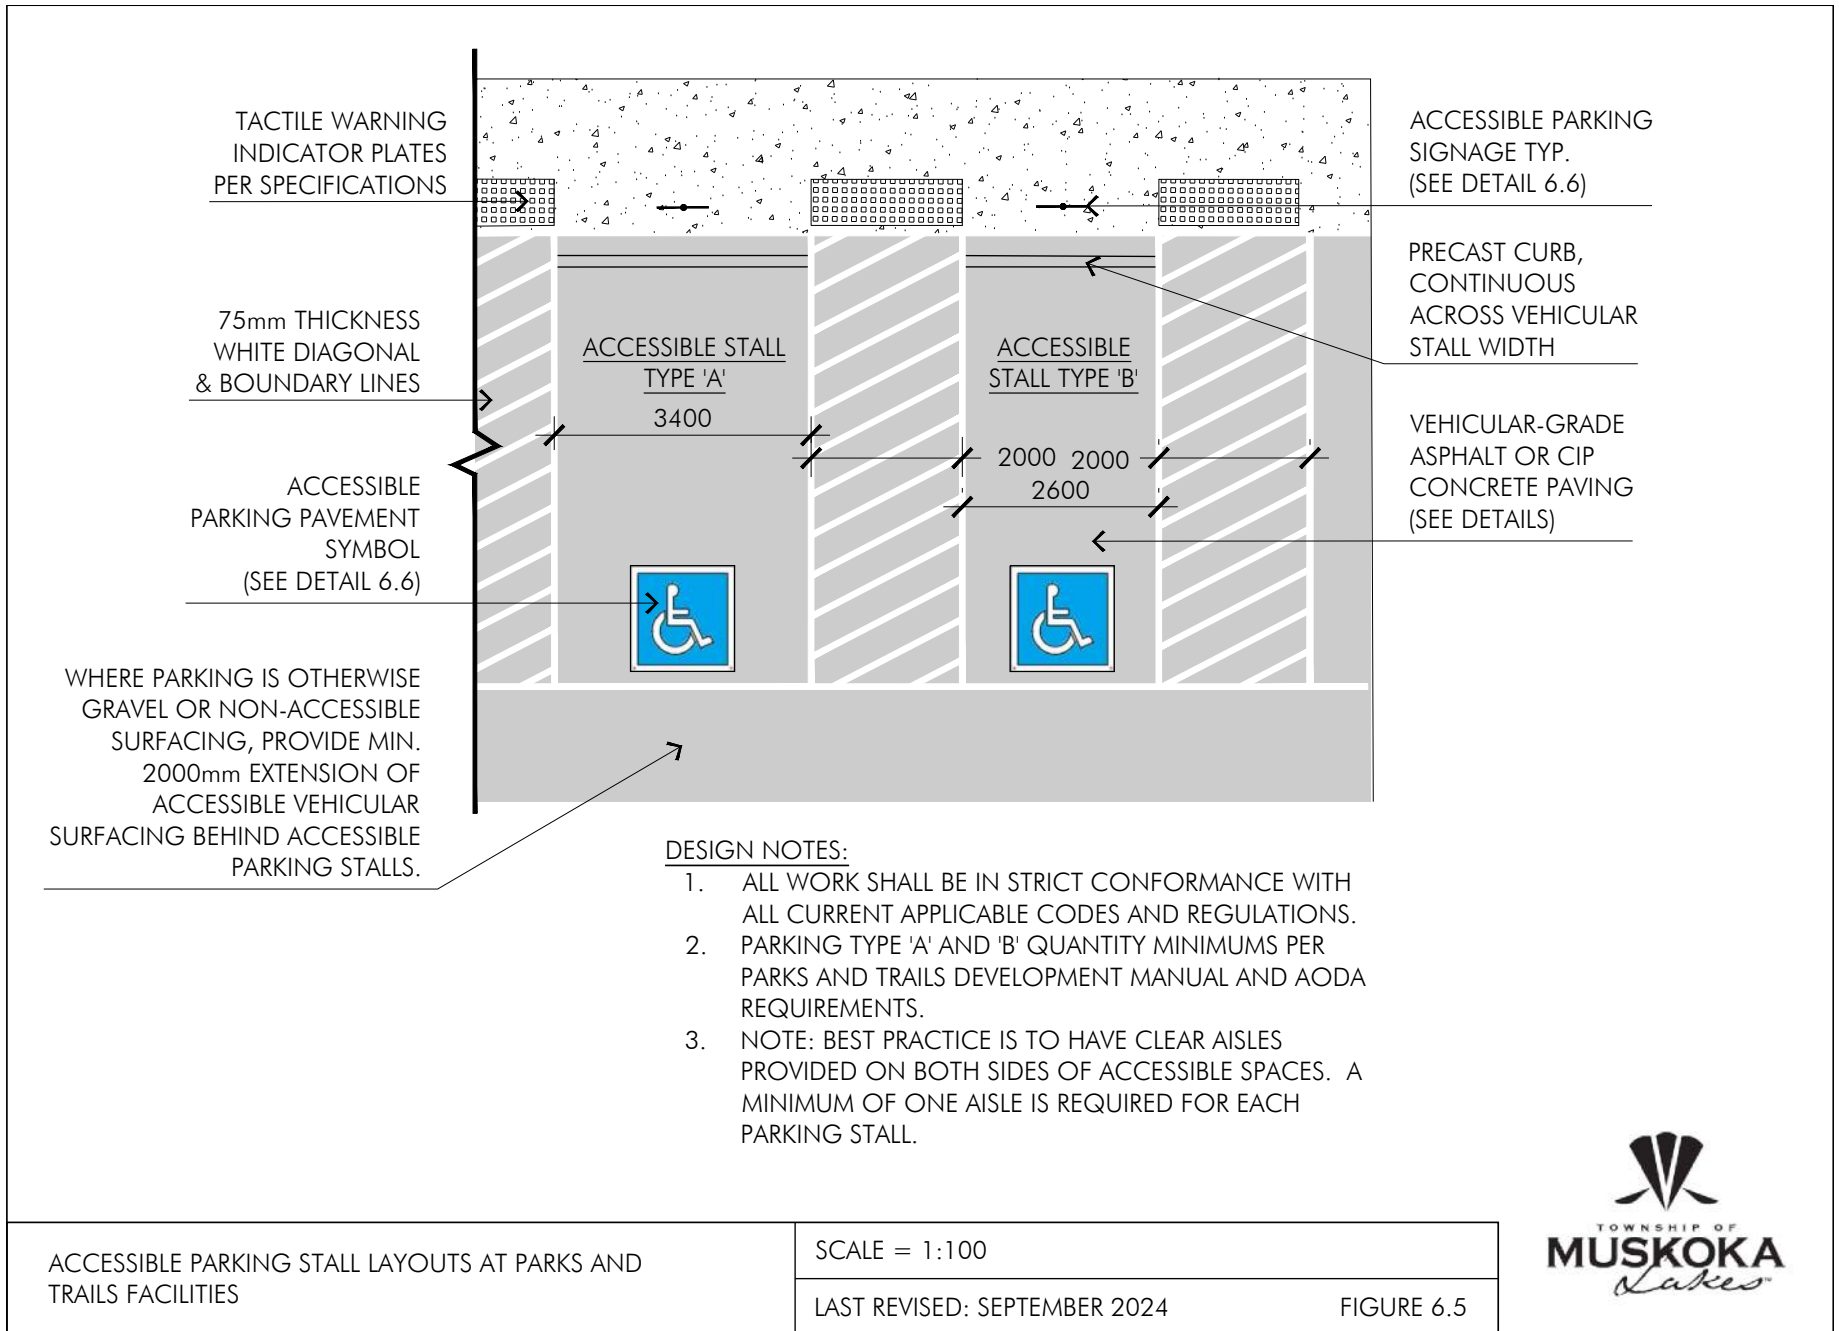 TACTILE WARNING
INDICATOR PLATES
PER SPECIFICATIONS
75mm THICKNESS
WHITE DIAGONAL
& BOUNDARY LINES
ACCESSIBLE
PARKING PAVEMENT
SYMBOL
(SEE DETAIL 6.6)
WHERE PARKING IS OTHERWISE
GRAVEL OR NON-ACCESSIBLE
SURFACING, PROVIDE MIN.
2000mm EXTENSION OF
ACCESSIBLE VEHICULAR
SURFACING BEHIND ACCESSIBLE
PARKING STALLS.
ACCESSIBLE STALL
TYPE 'A'
3400
ACCESSIBLE
STALL TYPE 'B'
2000 2000
2600
ACCESSIBLE PARKING
SIGNAGE TYP.
(SEE DETAIL 6.6)
PRECAST CURB,
CONTINUOUS
ACROSS VEHICULAR
STALL WIDTH
VEHICULAR-GRADE
ASPHALT OR CIP
CONCRETE PAVING
(SEE DETAILS)
DESIGN NOTES:
1. ALL WORK SHALL BE IN STRICT CONFORMANCE WITH
ALL CURRENT APPLICABLE CODES AND REGULATIONS.
2. PARKING TYPE 'A' AND 'B' QUANTITY MINIMUMS PER
PARKS AND TRAILS DEVELOPMENT MANUAL AND AODA
REQUIREMENTS.
3. NOTE: BEST PRACTICE IS TO HAVE CLEAR AISLES
PROVIDED ON BOTH SIDES OF ACCESSIBLE SPACES. A
MINIMUM OF ONE AISLE IS REQUIRED FOR EACH
PARKING STALL.
ACCESSIBLE PARKING STALL LAYOUTS AT PARKS AND
TRAILS FACILITIES
SCALE = 1:100
LAST REVISED: SEPTEMBER 2024
FIGURE 6.5
TOWNSHIP OF
MUSKOKA
Lakes™